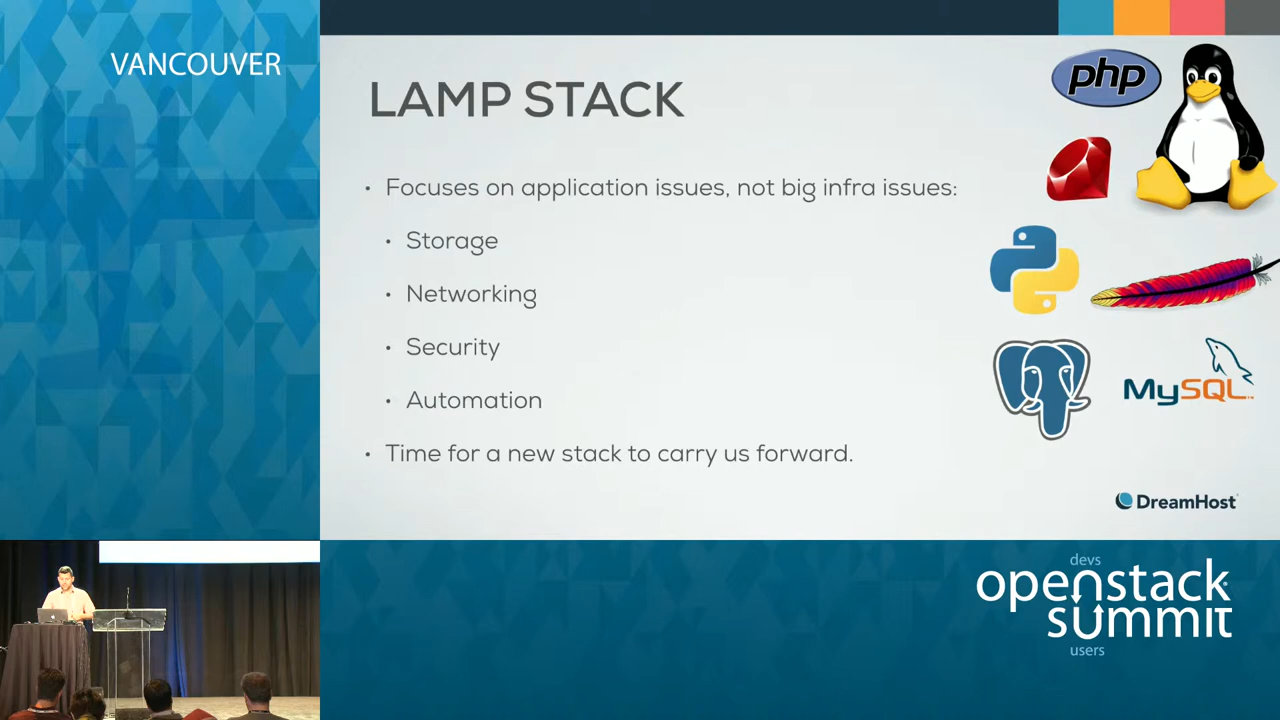 VANCOUVER
LAMP STACK
php
• Focuses on application issues, not big infra issues:
• Storage
• Networking
• Security
• Automation
• Time for a new stack to carry us forward.
MySQL
DreamHost
devs
openstack
summit
users